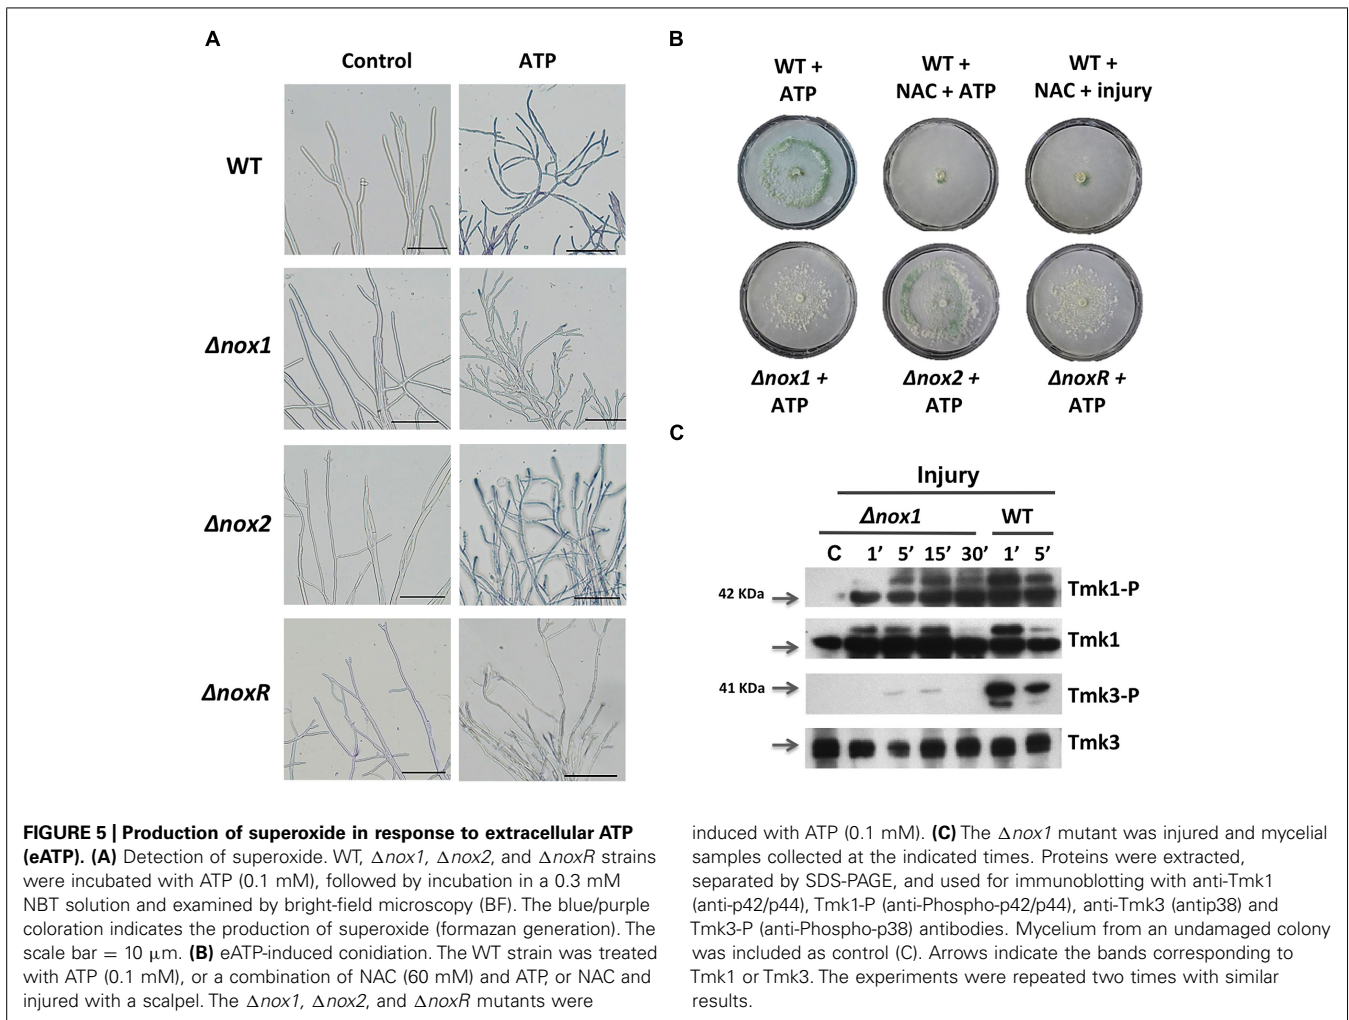 A
Control
ATP
WT
Δnox1
Δnox2
ΔnoxR
B
WT +
ATP
WT +
NAC + ATP
WT +
NAC + injury
Δnox1 +
ATP
Δnox2 +
ATP
ΔnoxR +
ATP
C
Injury
Δnox1
WT
C 1’ 5’ 15’ 30’ 1’ 5’
42 KDa
Tmk1-P
Tmk1
41 KDa
Tmk3-P
Tmk3
FIGURE 5 | Production of superoxide in response to extracellular ATP
(eATP). (A) Detection of superoxide. WT, Δnox1, Δnox2, and ΔnoxR strains
were incubated with ATP (0.1 mM), followed by incubation in a 0.3 mM
NBT solution and examined by bright-field microscopy (BF). The blue/purple
coloration indicates the production of superoxide (formazan generation). The
scale bar = 10 μm. (B) eATP-induced conidiation. The WT strain was treated
with ATP (0.1 mM), or a combination of NAC (60 mM) and ATP, or NAC and
injured with a scalpel. The Δnox1, Δnox2, and ΔnoxR mutants were
induced with ATP (0.1 mM). (C) The Δnox1 mutant was injured and mycelial
samples collected at the indicated times. Proteins were extracted,
separated by SDS-PAGE, and used for immunoblotting with anti-Tmk1
(anti-p42/p44), Tmk1-P (anti-Phospho-p42/p44), anti-Tmk3 (antip38) and
Tmk3-P (anti-Phospho-p38) antibodies. Mycelium from an undamaged colony
was included as control (C). Arrows indicate the bands corresponding to
Tmk1 or Tmk3. The experiments were repeated two times with similar
results.